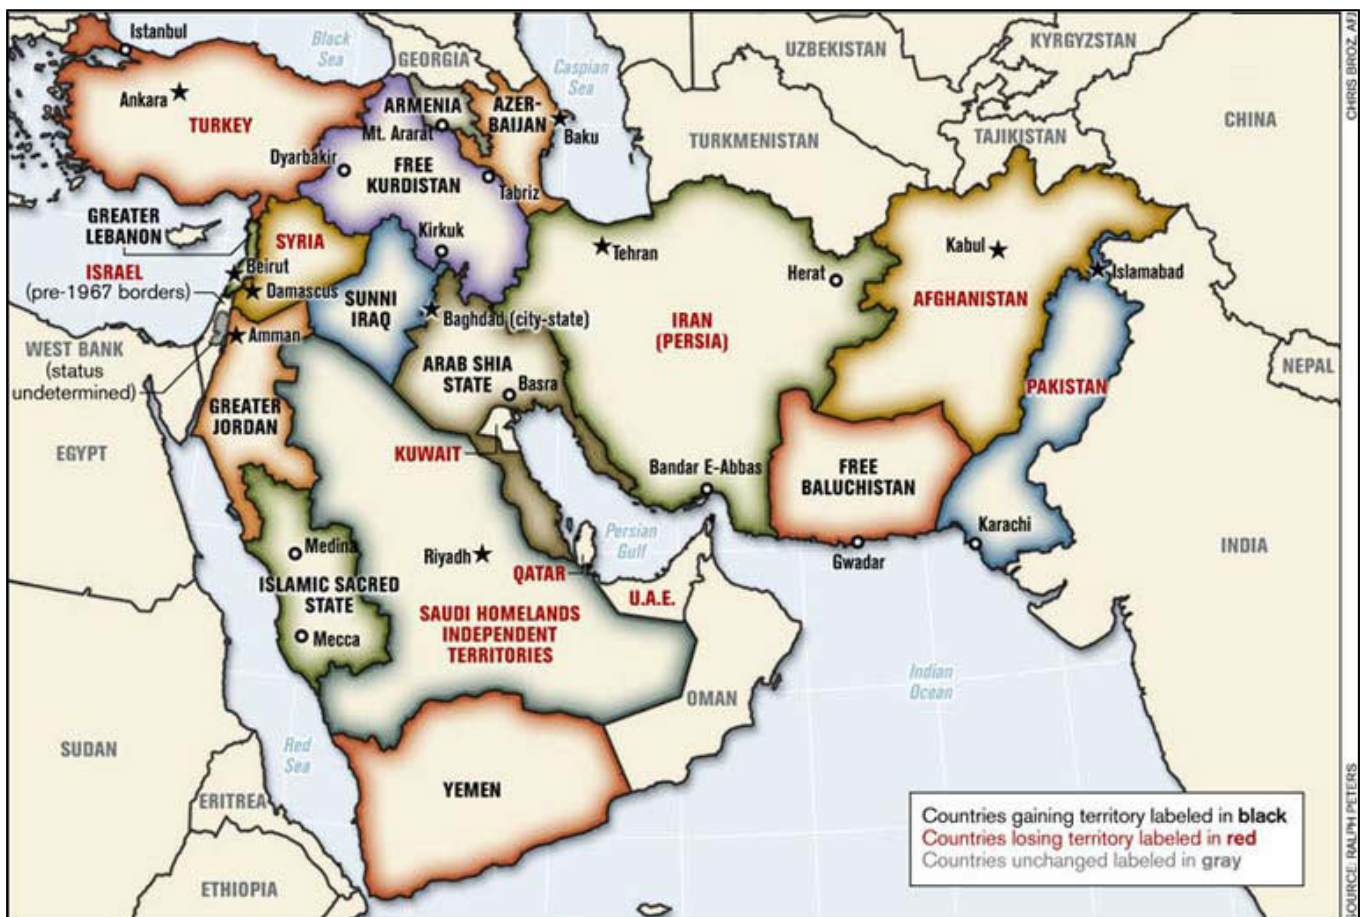 Istanbul
Black
Sea
GEORGIA
Caspian
Sea
UZBEKISTAN
KYRGYZSTAN
CHRIS BROZ, AFJ
Ankara
TURKEY
ARMENIA
Mt. Ararat
AZER-
BAIJAN
Baku
TURKMENISTAN
TAJIKISTAN
CHINA
Dyarbakir
FREE
KURDISTAN
Tabriz
GREATER
LEBANON
SYRIA
Kirkuk
Tehran
Herat
Kabul
Islamabad
ISRAEL
(pre-1967 borders)
Beirut
Damascus
SUNNI
IRAQ
Baghdad (city-state)
IRAN
(PERSIA)
AFGHANISTAN
WEST BANK
(status
undetermined)
Amman
ARAB SHIA
STATE
Basra
PAKISTAN
NEPAL
GREATER
JORDAN
EGYPT
KUWAIT
Bandar E-Abbas
FREE
BALUCHISTAN
Karachi
Persian
Gulf
Gwadar
INDIA
Medina
Riyadh
QATAR
ISLAMIC SACRED
STATE
U.A.E.
Mecca
SAUDI HOMELANDS
INDEPENDENT
TERRITORIES
Indian
Ocean
OMAN
SUDAN
Red
Sea
YEMEN
ERITREA
ETHIOPIA
Countries gaining territory labeled in black
Countries losing territory labeled in red
Countries unchanged labeled in gray
SOURCE: RALPH PETERS